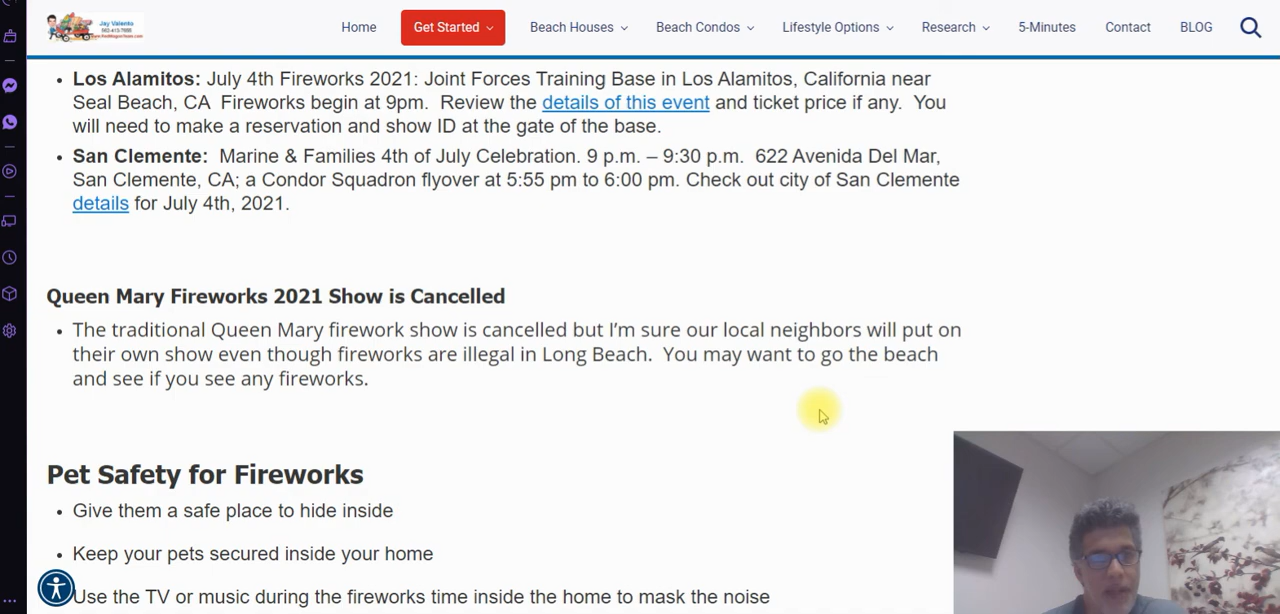 Jay Valento
562-413-7655
Home
Get Started
Beach Houses
Beach Condos
Lifestyle Options
Research
5-Minutes
Contact
BLOG
Los Alamitos: July 4th Fireworks 2021: Joint Forces Training Base in Los Alamitos, California near
Seal Beach, CA Fireworks begin at 9pm. Review the details of this event and ticket price if any. You
will need to make a reservation and show ID at the gate of the base.
San Clemente: Marine & Families 4th of July Celebration. 9 p.m. – 9:30 p.m. 622 Avenida Del Mar,
San Clemente, CA; a Condor Squadron flyover at 5:55 pm to 6:00 pm. Check out city of San Clemente
details for July 4th, 2021.
Queen Mary Fireworks 2021 Show is Cancelled
The traditional Queen Mary firework show is cancelled but I’m sure our local neighbors will put on
their own show even though fireworks are illegal in Long Beach. You may want to go the beach
and see if you see any fireworks.
Pet Safety for Fireworks
Give them a safe place to hide inside
Keep your pets secured inside your home
Use the TV or music during the fireworks time inside the home to mask the noise